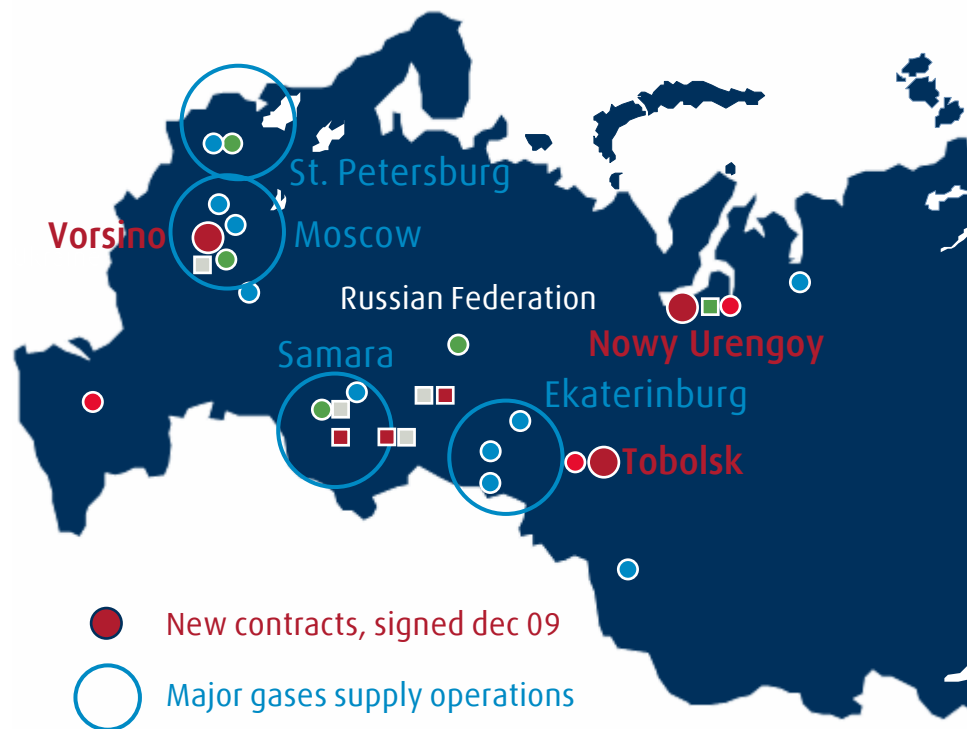 St. Petersburg
Vorsino
Moscow
Russian Federation
Nowy Urengoy
Samara
Ekaterinburg
Tobolsk
New contracts, signed dec 09
Major gases supply operations